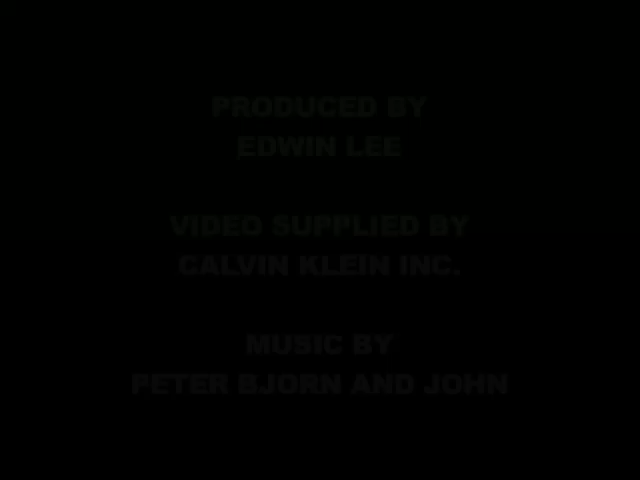 PRODUCED BY
EDWIN LEE
VIDEO SUPPLIED BY
CALVIN KLEIN INC.
MUSIC BY
PETER BJORN AND JOHN